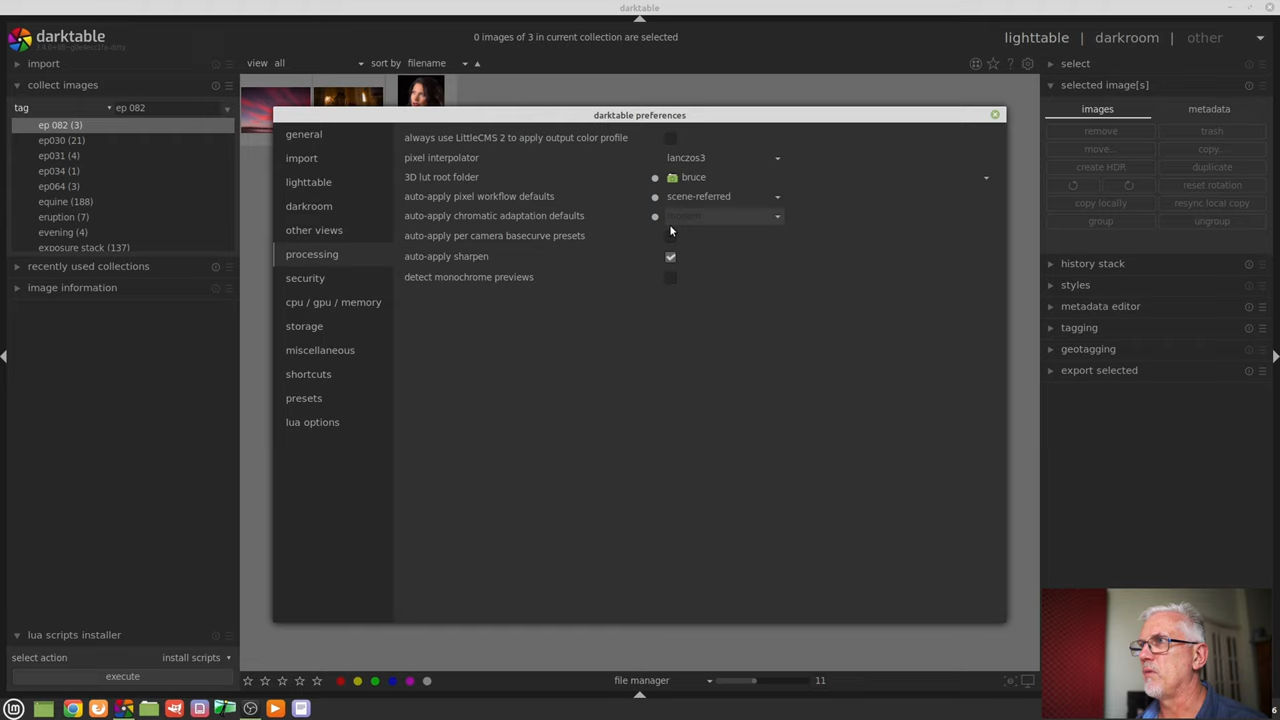 darktable
darktable
0 images of 3 in current collection are selected
lighttable | darkroom | other
import
view all sort by filename
select
collect images
selected image[s]
tag ep 082
images metadata
ep 082 (3)
ep030 (21)
ep031 (4)
ep034 (1)
ep064 (3)
equine (188)
eruption (7)
evening (4)
exposure stack (137)
recently used collections
image information
darktable preferences
general
import
lighttable
darkroom
other views
processing
security
cpu / gpu / memory
storage
miscellaneous
shortcuts
presets
lua options
always use LittleCMS 2 to apply output color profile
pixel interpolator lanczos3
3D lut root folder bruce
auto-apply pixel workflow defaults scene-referred
auto-apply chromatic adaptation defaults modern
auto-apply per camera basecurve presets
auto-apply sharpen
detect monochrome previews
remove trash
move... copy...
create HDR duplicate
reset rotation
copy locally resync local copy
group ungroup
history stack
styles
metadata editor
tagging
geotagging
export selected
lua scripts installer
select action install scripts
execute
file manager 11
6